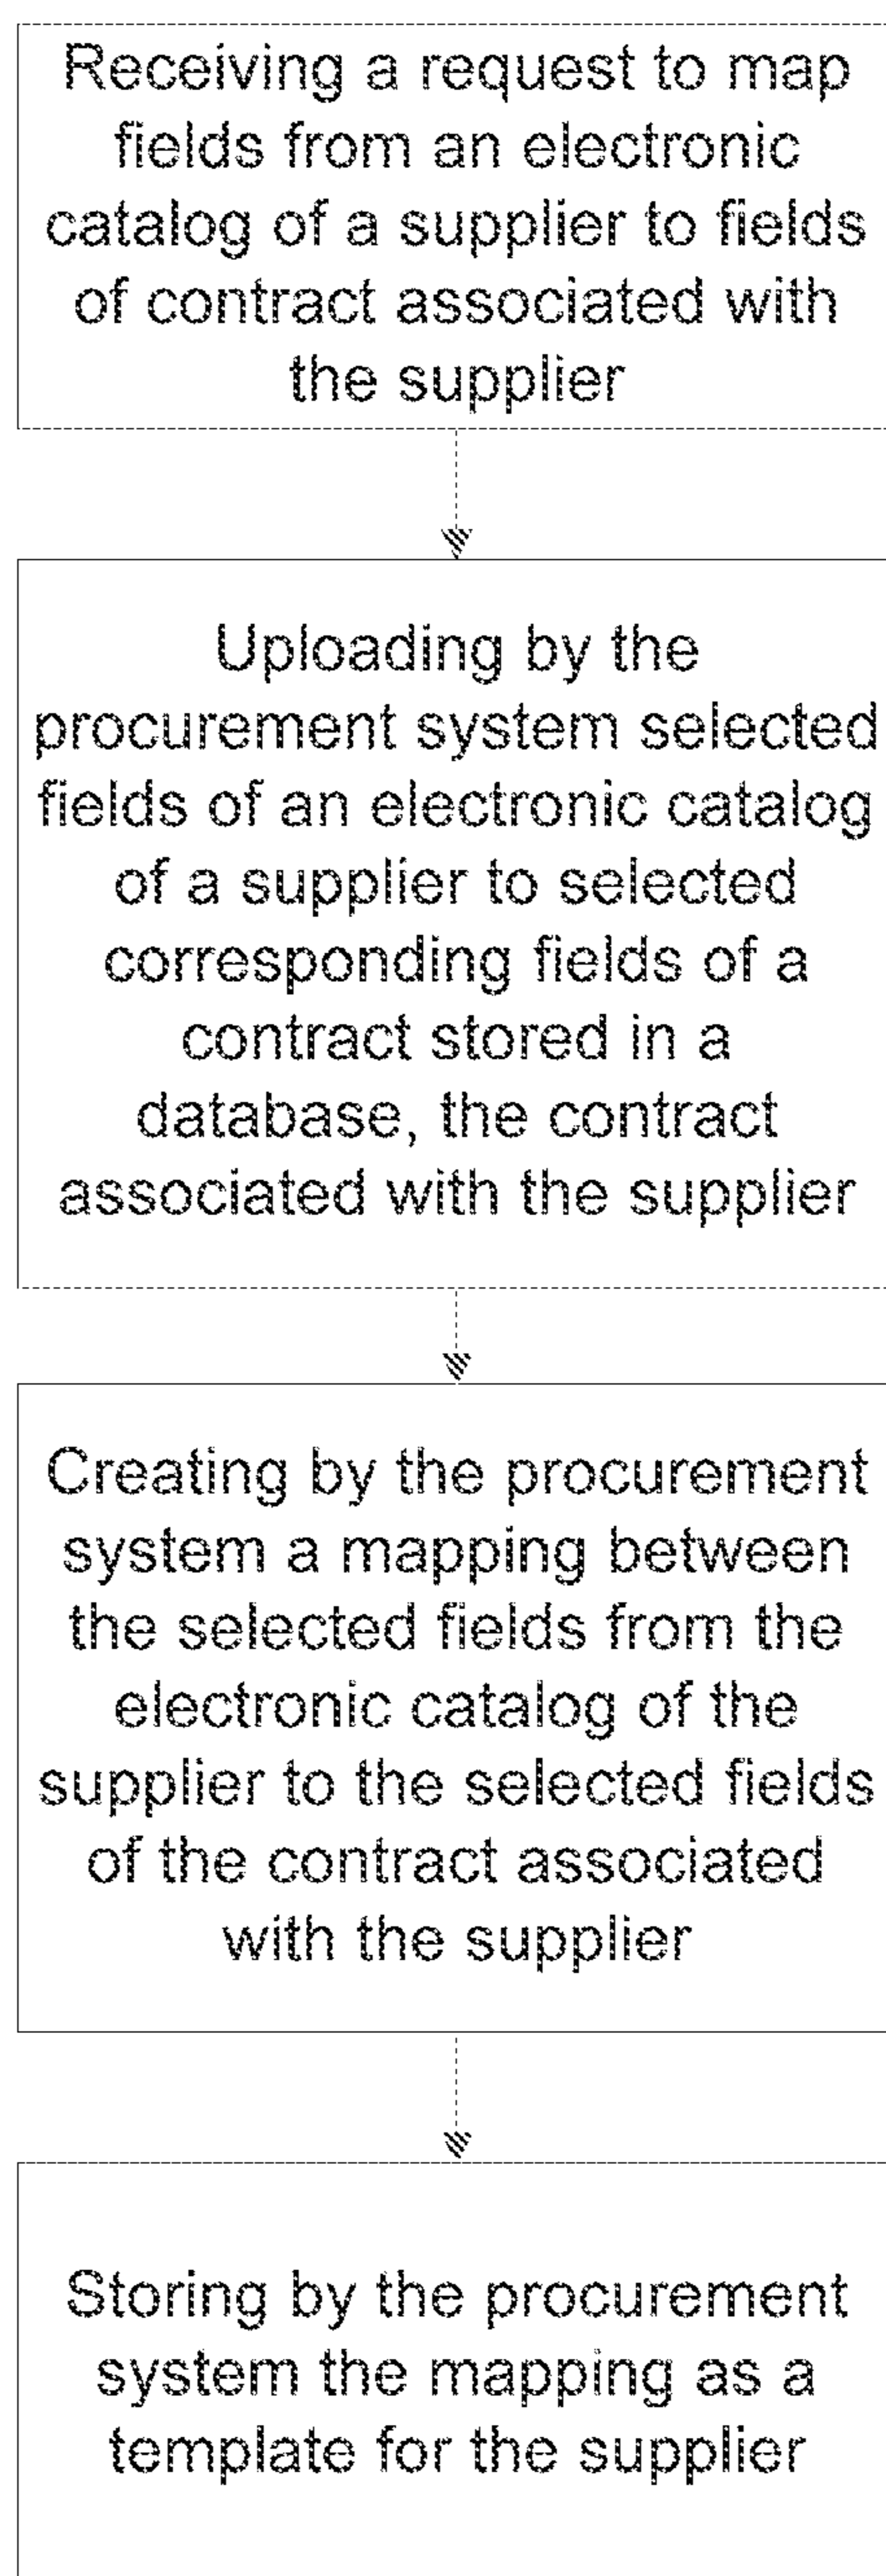 Receiving a request to map
fields from an electronic
catalog of a supplier to fields
of contract associated with
the supplier
Uploading by the
procurement system selected
fields of an electronic catalog
of a supplier to selected
corresponding fields of a
contract stored in a
database, the contract
associated with the supplier
Creating by the procurement
system a mapping between
the selected fields from the
electronic catalog of the
supplier to the selected fields
of the contract associated
with the supplier
Storing by the procurement
system the mapping as a
template for the supplier